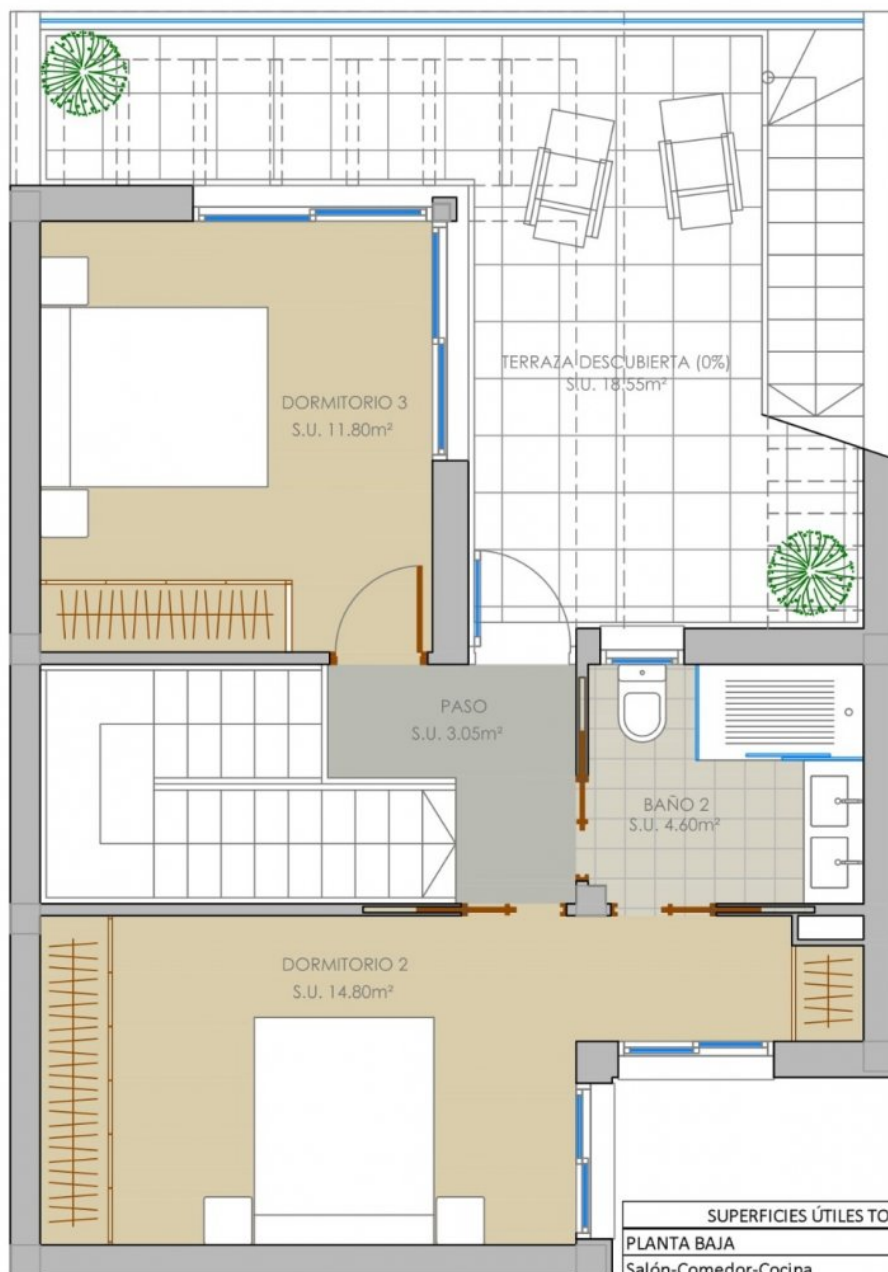 TERRAZA DESCUBIERTA (0%)
S.U. 18.55m²
DORMITORIO 3
S.U. 11.80m²
PASO
S.U. 3.05m²
BAÑO 2
S.U. 4.60m²
DORMITORIO 2
S.U. 14.80m²
SUPERFICIES ÚTILES TO
PLANTA BAJA
Salón-Comedor-Cocina